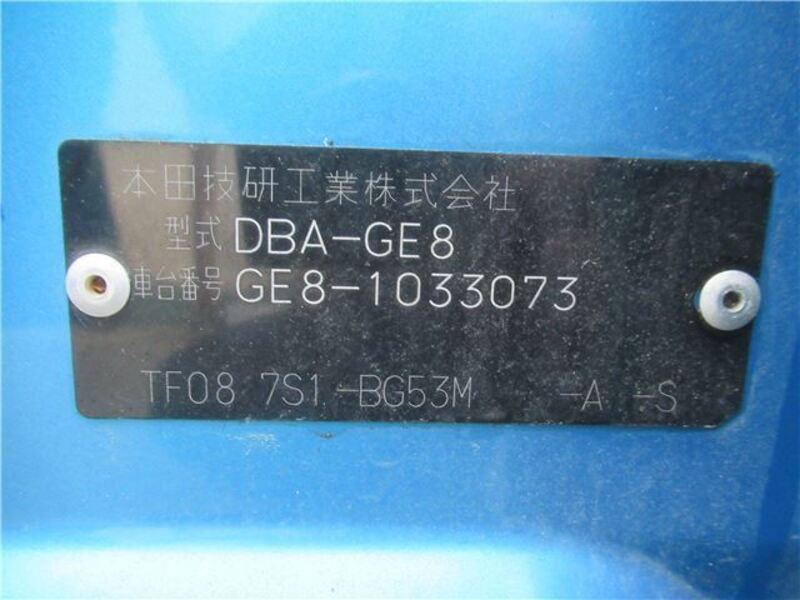 本田技研工業株式会社
型式 DBA-GE8
車台番号 GE8-1033073
TF08 7S1 -BG53M -A -S